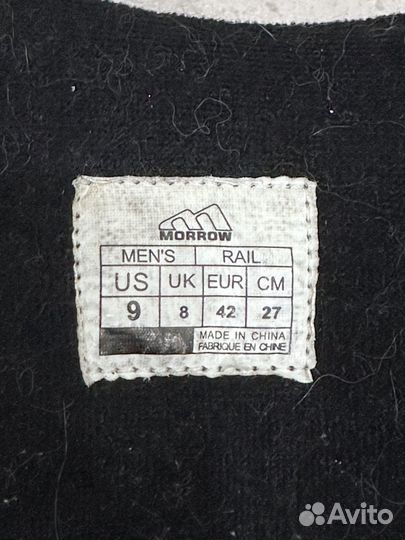 MORROW
MEN'S RAIL
US UK EUR CM
9 8 42 27
MADE IN CHINA
FABRIQUE EN CHINE
Avito